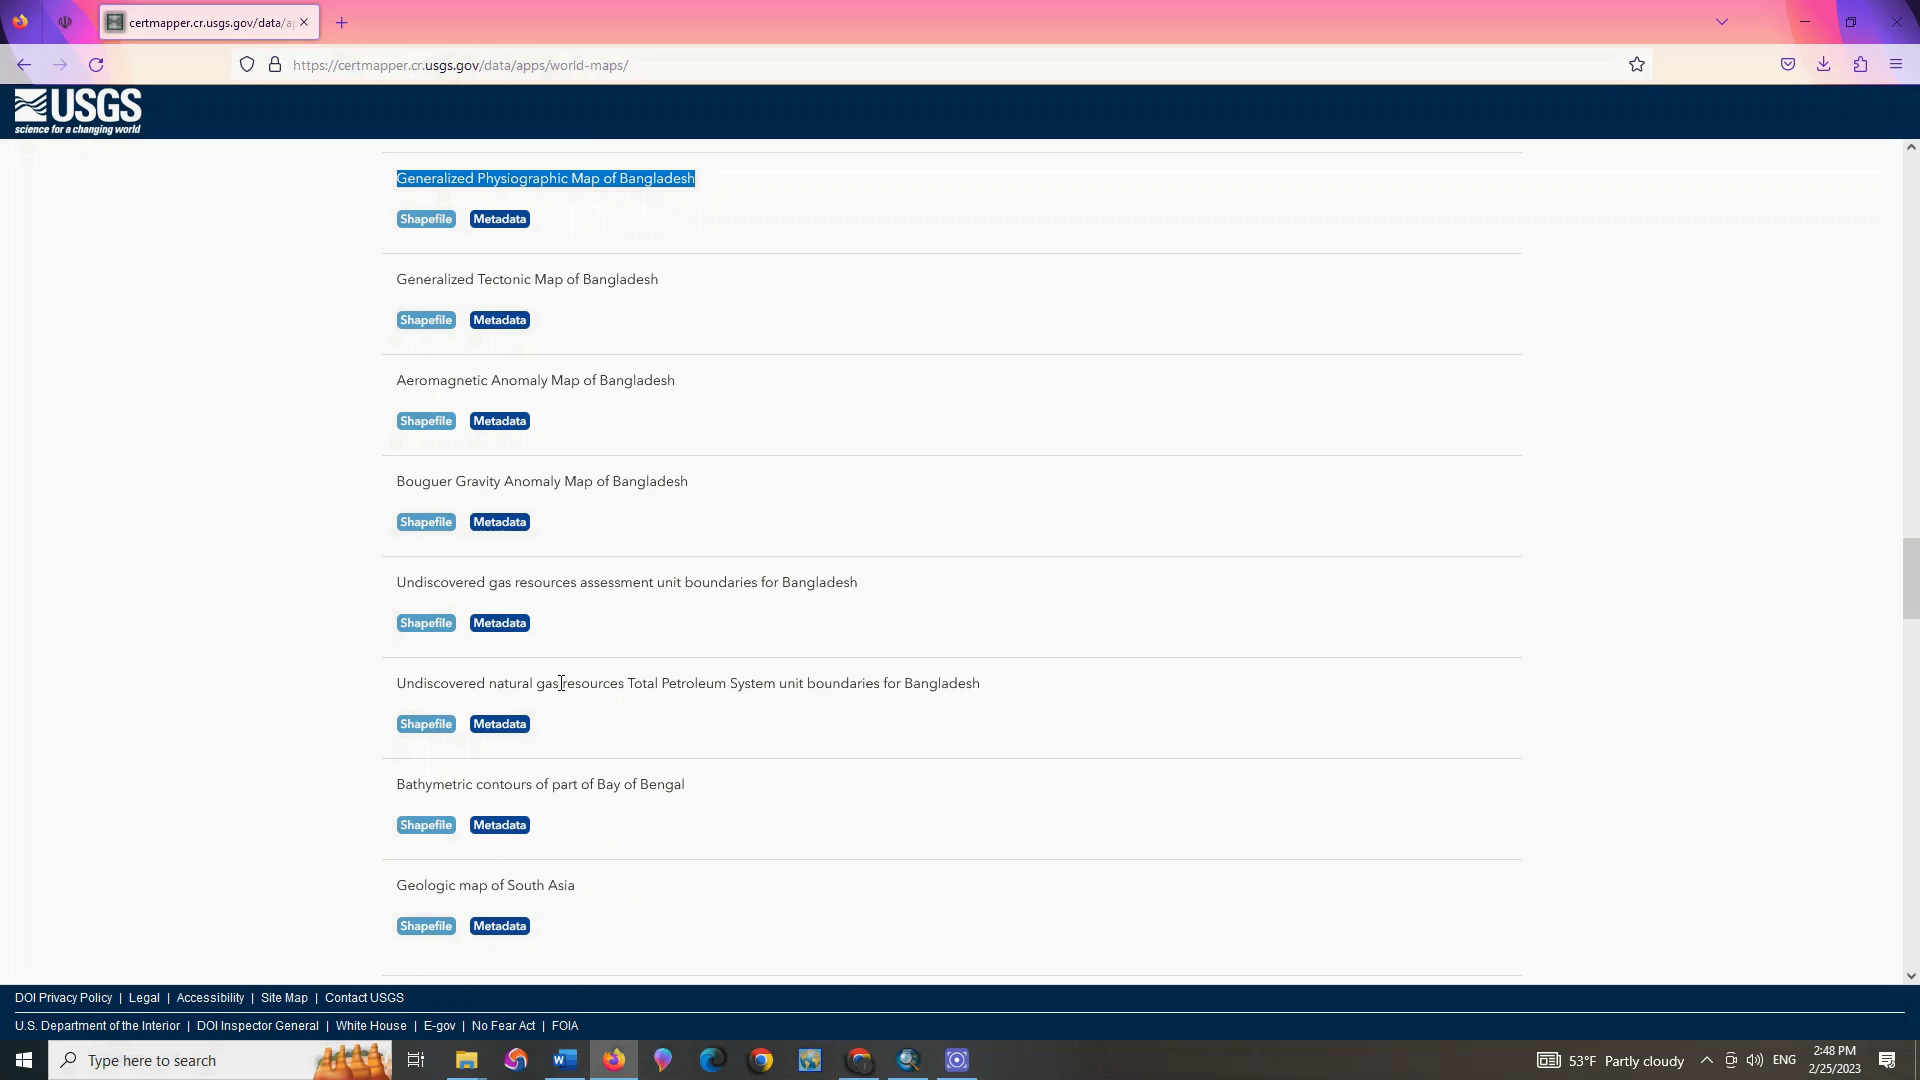 certmapper.cr.usgs.gov/data/a
https://certmapper.cr.usgs.gov/data/apps/world-maps/
USGS
science for a changing world
Generalized Physiographic Map of Bangladesh
Shapefile Metadata
Generalized Tectonic Map of Bangladesh
Shapefile Metadata
Aeromagnetic Anomaly Map of Bangladesh
Shapefile Metadata
Bouguer Gravity Anomaly Map of Bangladesh
Shapefile Metadata
Undiscovered gas resources assessment unit boundaries for Bangladesh
Shapefile Metadata
Undiscovered natural gas resources Total Petroleum System unit boundaries for Bangladesh
Shapefile Metadata
Bathymetric contours of part of Bay of Bengal
Shapefile Metadata
Geologic map of South Asia
Shapefile Metadata
DOI Privacy Policy | Legal | Accessibility | Site Map | Contact USGS
U.S. Department of the Interior | DOI Inspector General | White House | E-gov | No Fear Act | FOIA
Type here to search
53°F Partly cloudy
ENG
2:48 PM
2/25/2023